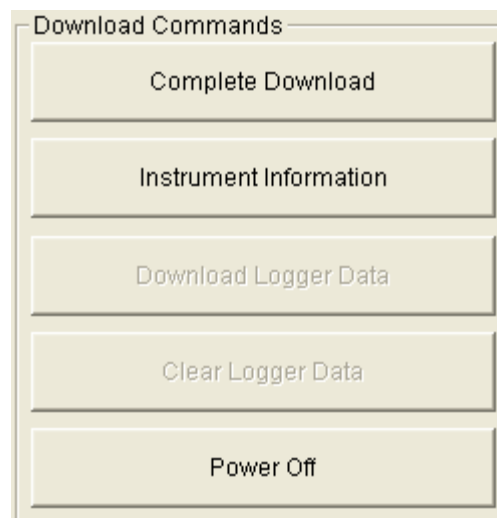 Download Commands
Complete Download
Instrument Information
Download Logger Data
Clear Logger Data
Power Off